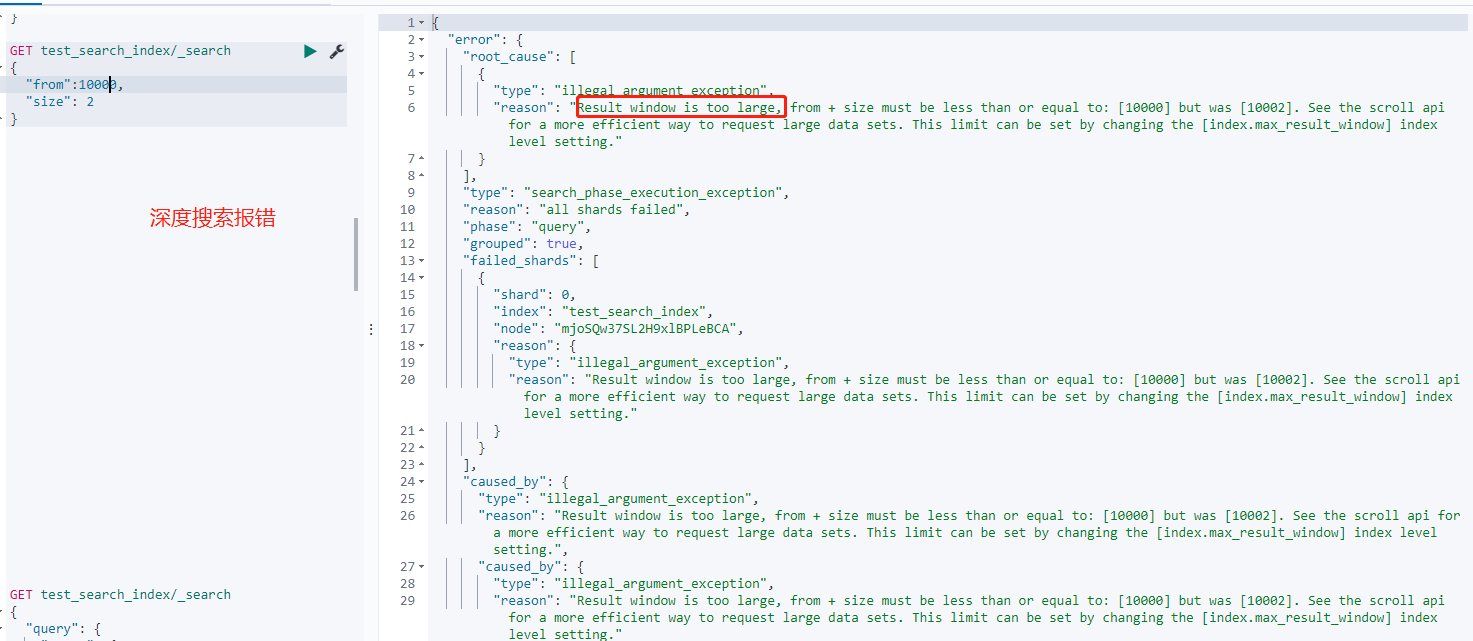 }
GET test_search_index/_search
{
"from":10000,
"size": 2
}
深度搜索报错
GET test_search_index/_search
{
"query": {
1 {
2 "error": {
3 "root_cause": [
4 {
5 "type": "illegal_argument_exception",
6 "reason": "Result window is too large, from + size must be less than or equal to: [10000] but was [10002]. See the scroll api
for a more efficient way to request large data sets. This limit can be set by changing the [index.max_result_window] index
level setting."
7 }
8 ],
9 "type": "search_phase_execution_exception",
10 "reason": "all shards failed",
11 "phase": "query",
12 "grouped": true,
13 "failed_shards": [
14 {
15 "shard": 0,
16 "index": "test_search_index",
17 "node": "mjoSQw37SL2H9xlBPLeBCA",
18 "reason": {
19 "type": "illegal_argument_exception",
20 "reason": "Result window is too large, from + size must be less than or equal to: [10000] but was [10002]. See the scroll api
for a more efficient way to request large data sets. This limit can be set by changing the [index.max_result_window] index
level setting."
21 }
22 }
23 ],
24 "caused_by": {
25 "type": "illegal_argument_exception",
26 "reason": "Result window is too large, from + size must be less than or equal to: [10000] but was [10002]. See the scroll api for
a more efficient way to request large data sets. This limit can be set by changing the [index.max_result_window] index level
setting.",
27 "caused_by": {
28 "type": "illegal_argument_exception",
29 "reason": "Result window is too large, from + size must be less than or equal to: [10000] but was [10002]. See the scroll api
for a more efficient way to request large data sets. This limit can be set by changing the [index.max_result_window] index
level setting."